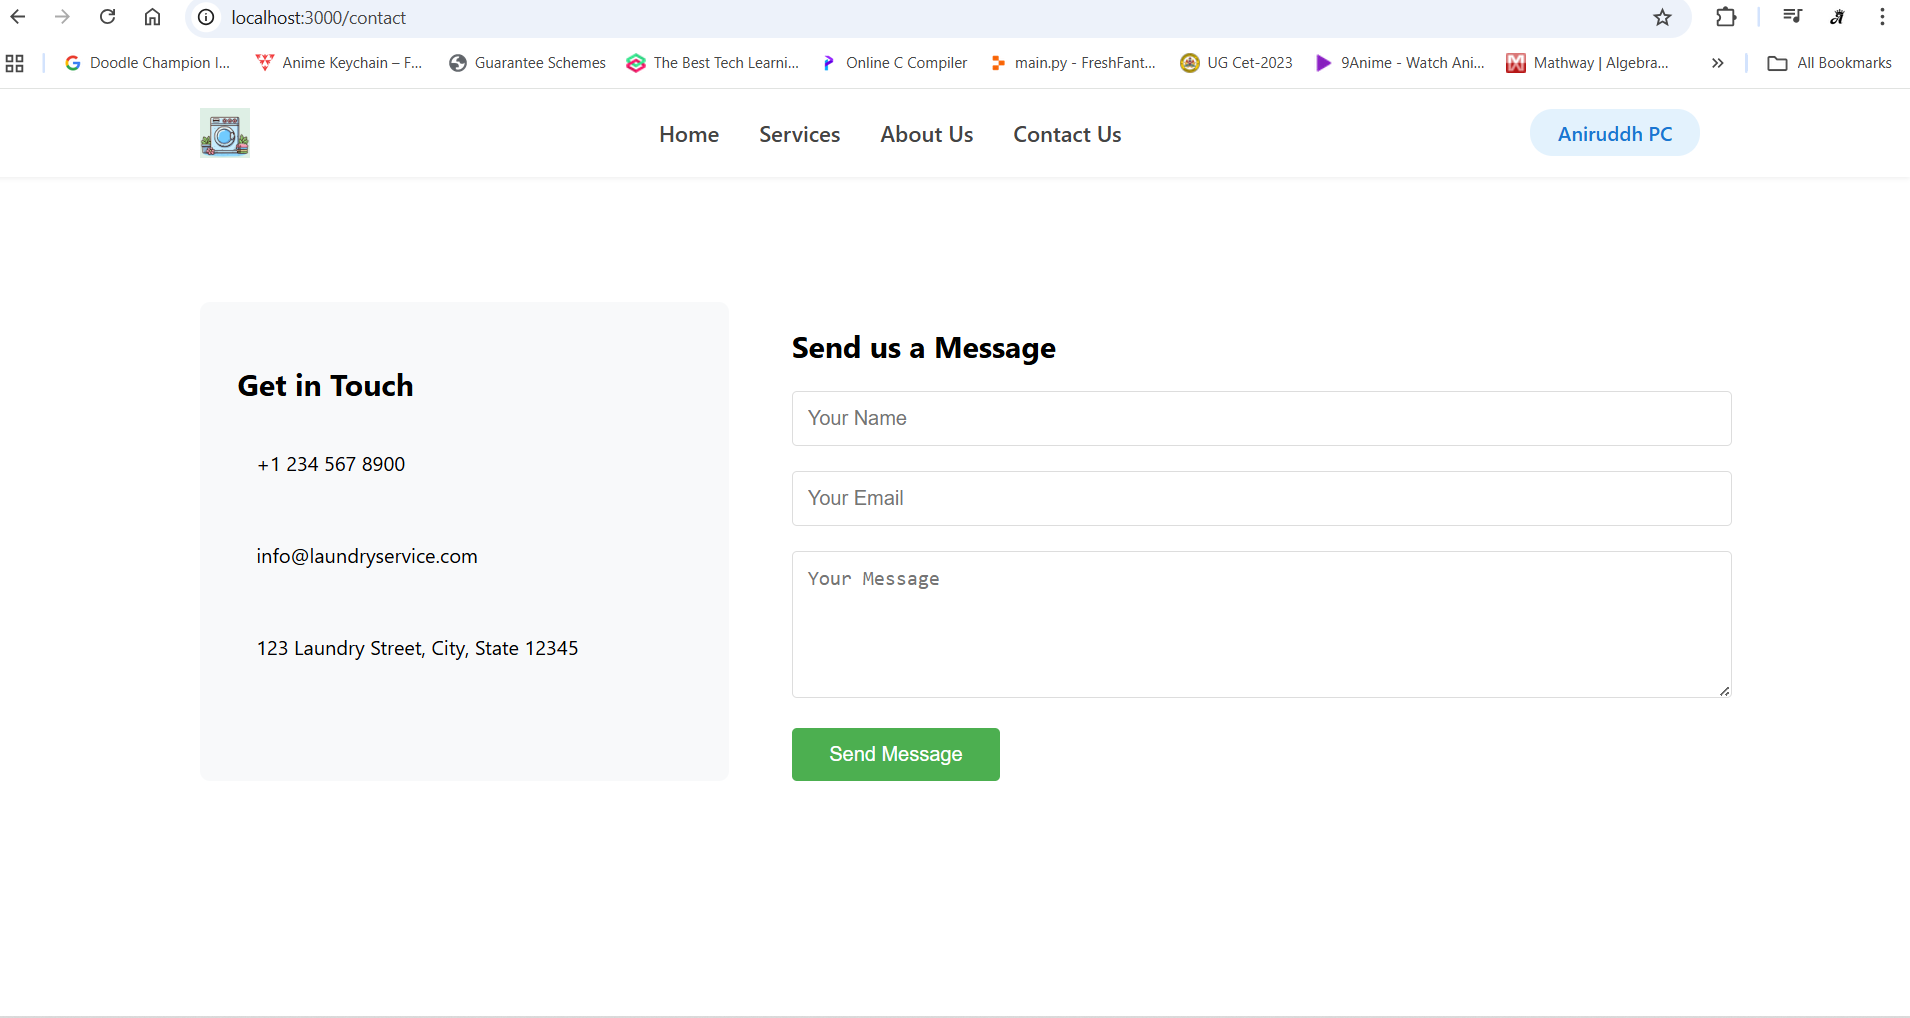 localhost:3000/contact
Doodle Champion I... Anime Keychain – F... Guarantee Schemes The Best Tech Learni... Online C Compiler main.py - FreshFant... UG Cet-2023 9Anime - Watch Ani... Mathway | Algebra... All Bookmarks
Home Services About Us Contact Us Aniruddh PC
Get in Touch
+1 234 567 8900
info@laundryservice.com
123 Laundry Street, City, State 12345
Send us a Message
Your Name
Your Email
Your Message
Send Message